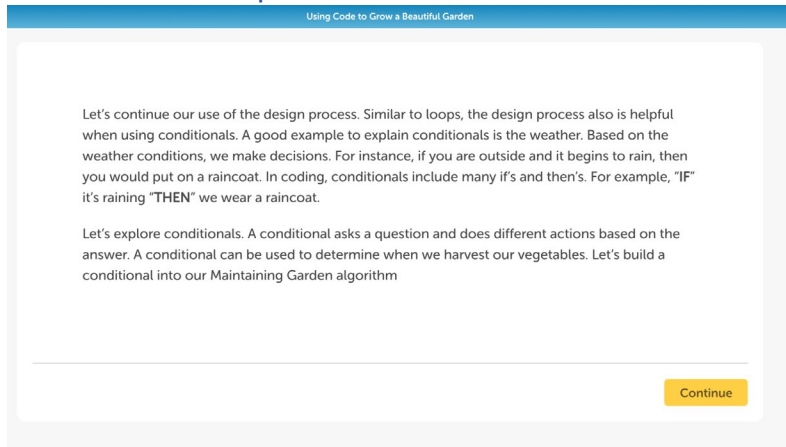 Using Code to Grow a Beautiful Garden
Let’s continue our use of the design process. Similar to loops, the design process also is helpful
when using conditionals. A good example to explain conditionals is the weather. Based on the
weather conditions, we make decisions. For instance, if you are outside and it begins to rain, then
you would put on a raincoat. In coding, conditionals include many if’s and then’s. For example, “IF”
it’s raining “THEN” we wear a raincoat.
Let’s explore conditionals. A conditional asks a question and does different actions based on the
answer. A conditional can be used to determine when we harvest our vegetables. Let’s build a
conditional into our Maintaining Garden algorithm
Continue